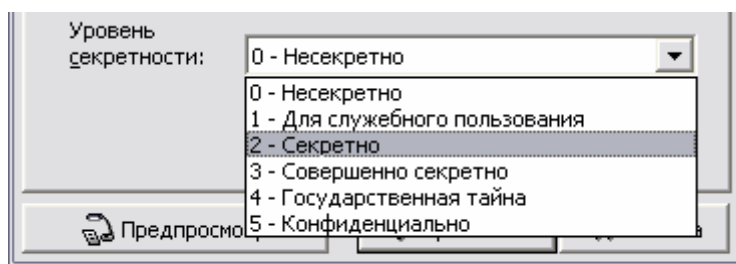 Уровень
секретности:
0 - Несекретно
0 - Несекретно
1 - Для служебного пользования
2 - Секретно
3 - Совершенно секретно
4 - Государственная тайна
5 - Конфиденциально